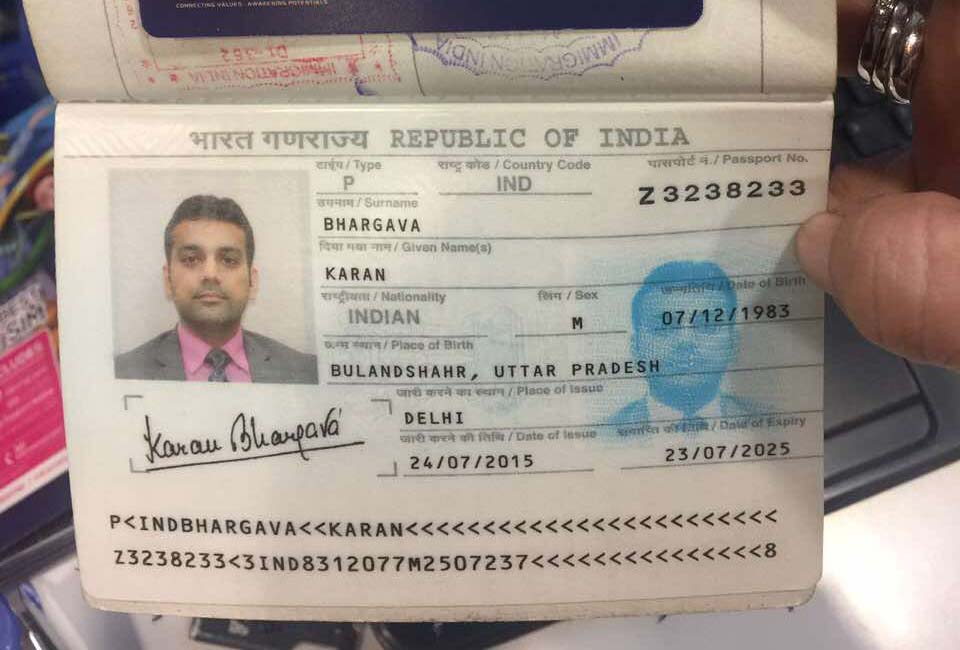 CONNECTING VALUES · AWAKENING POTENTIALS
DI-362
IMMIGRATION INDIA
IMMIGRATION INDIA
भारत गणराज्य REPUBLIC OF INDIA
टाईप / Type
राष्ट्र कोड / Country Code
पासपोर्ट नं. / Passport No.
P
IND
Z3238233
उपनाम / Surname
BHARGAVA
दिया गया नाम / Given Name(s)
KARAN
राष्ट्रीयता / Nationality
लिंग / Sex
जन्मतिथि / Date of Birth
INDIAN
M
07/12/1983
जन्म स्थान / Place of Birth
BULANDSHAHR, UTTAR PRADESH
जारी करने का स्थान / Place of Issue
DELHI
जारी करने की तिथि / Date of Issue
समाप्ति की तिथि / Date of Expiry
24/07/2015
23/07/2025
Karan Bhargava
P<INDBHARGAVA<<KARAN<<<<<<<<<<<<<<<<<<<<<<<<
Z3238233<3IND8312077M2507237<<<<<<<<<<<<<<<8